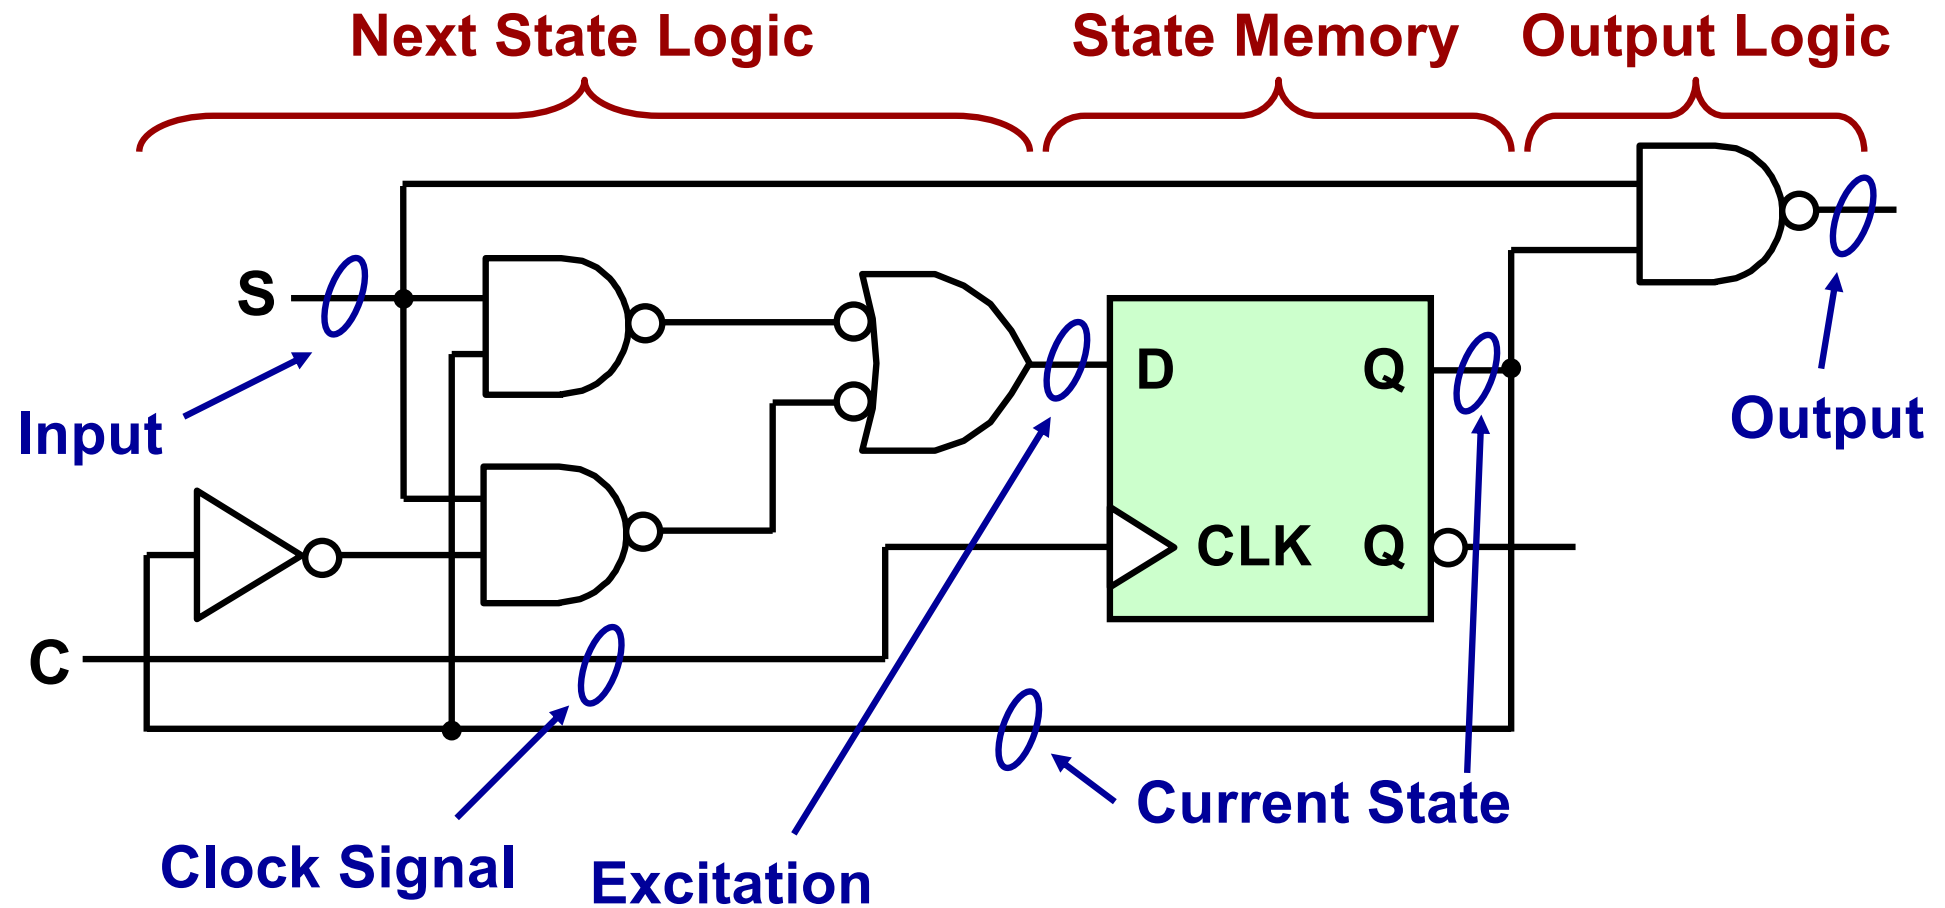 Next State Logic
State Memory
Output Logic
S
D
Q
Input
Output
CLK
Q
C
Current State
Clock Signal
Excitation